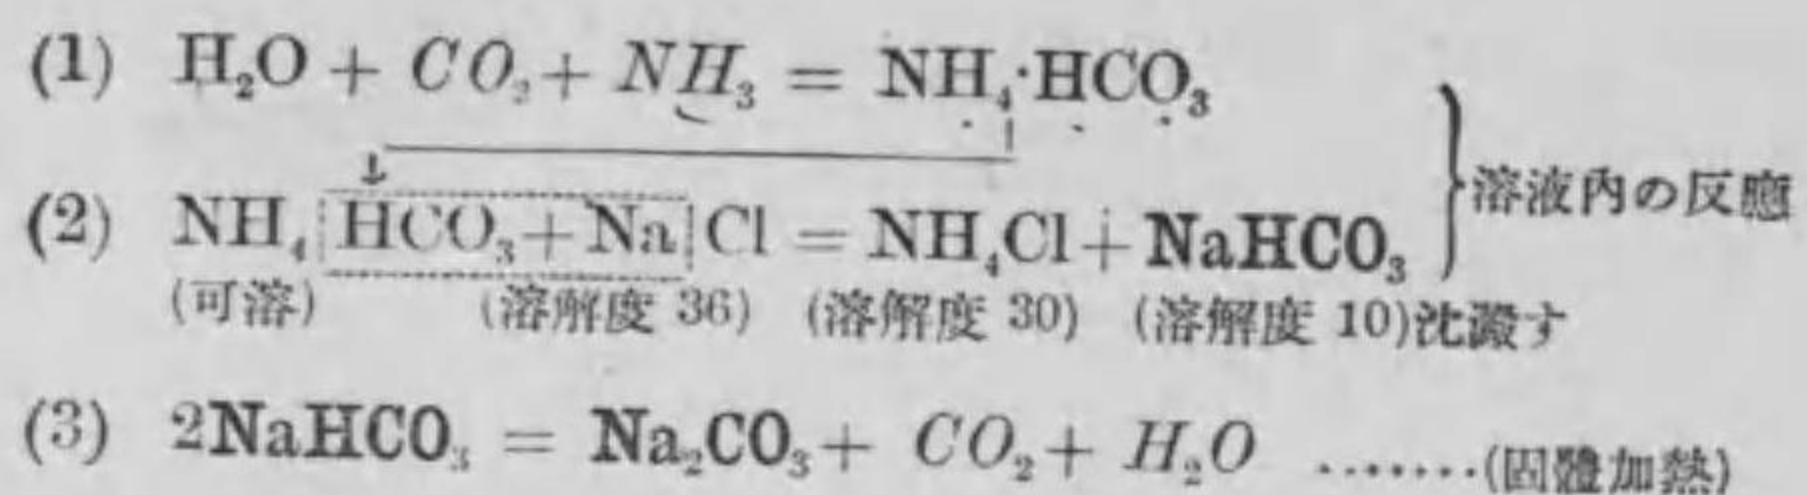 (1) H₂O + CO₂ + NH₃ = NH₄·HCO₃
(2) NH₄ HCO₃ + Na Cl = NH₄Cl + NaHCO₃
溶液內の反應
(可溶) (溶解度 36) (溶解度 30) (溶解度 10)沈澱す
(3) 2NaHCO₃ = Na₂CO₃ + CO₂ + H₂O ········(固體加熱)